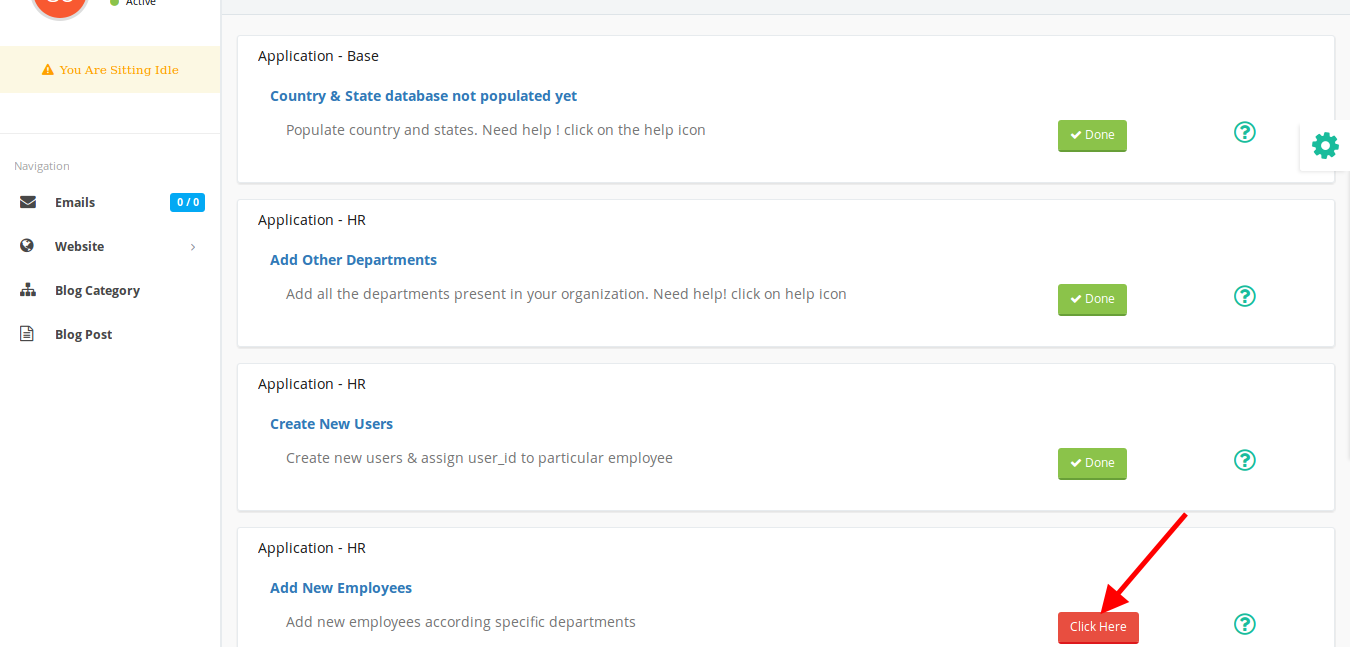 Active
You Are Sitting Idle
Navigation
Emails
0 / 0
Website
Blog Category
Blog Post
Application - Base
Country & State database not populated yet
Populate country and states. Need help ! click on the help icon
Done
Application - HR
Add Other Departments
Add all the departments present in your organization. Need help! click on help icon
Done
Application - HR
Create New Users
Create new users & assign user_id to particular employee
Done
Application - HR
Add New Employees
Add new employees according specific departments
Click Here